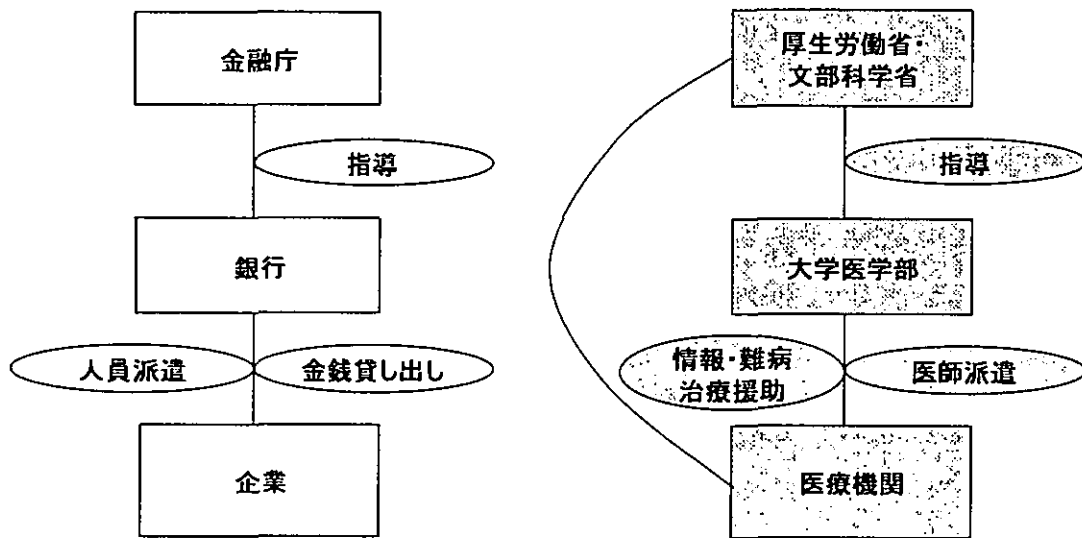 金融庁
指導
銀行
人員派遣
金銭貸し出し
企業
厚生労働省・
文部科学省
指導
大学医学部
情報・難病
治療援助
医師派遣
医療機関